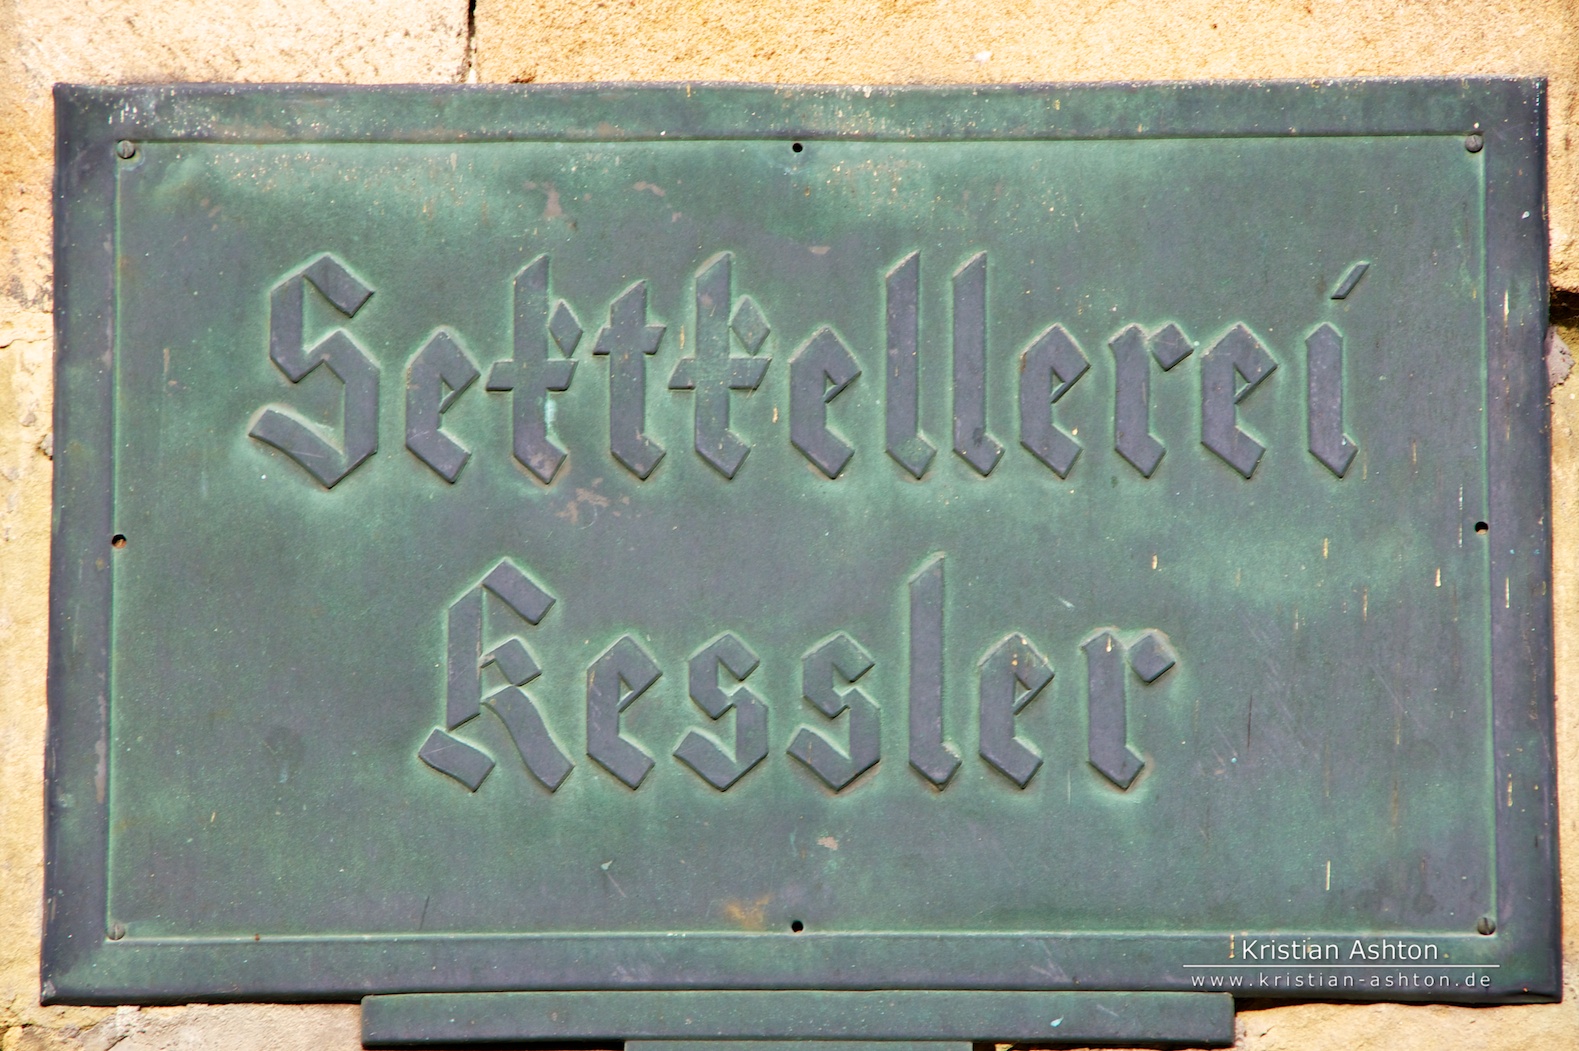 Sektkellerei
Kessler
Kristian Ashton
www.kristian-ashton.de